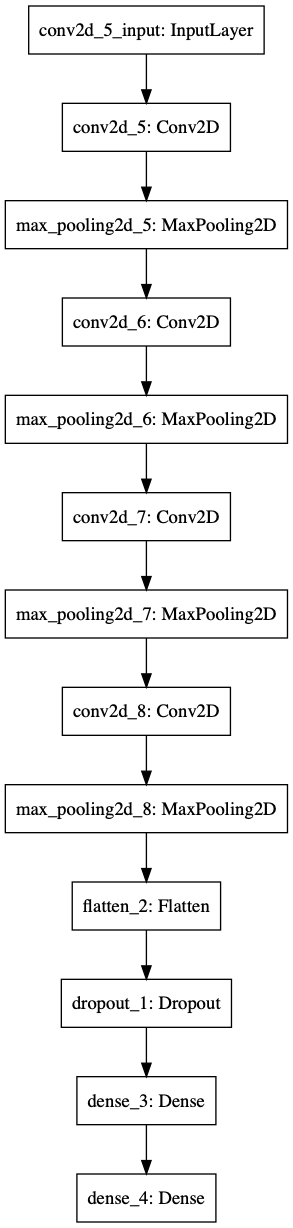 conv2d_5_input: InputLayer
conv2d_5: Conv2D
max_pooling2d_5: MaxPooling2D
conv2d_6: Conv2D
max_pooling2d_6: MaxPooling2D
conv2d_7: Conv2D
max_pooling2d_7: MaxPooling2D
conv2d_8: Conv2D
max_pooling2d_8: MaxPooling2D
flatten_2: Flatten
dropout_1: Dropout
dense_3: Dense
dense_4: Dense